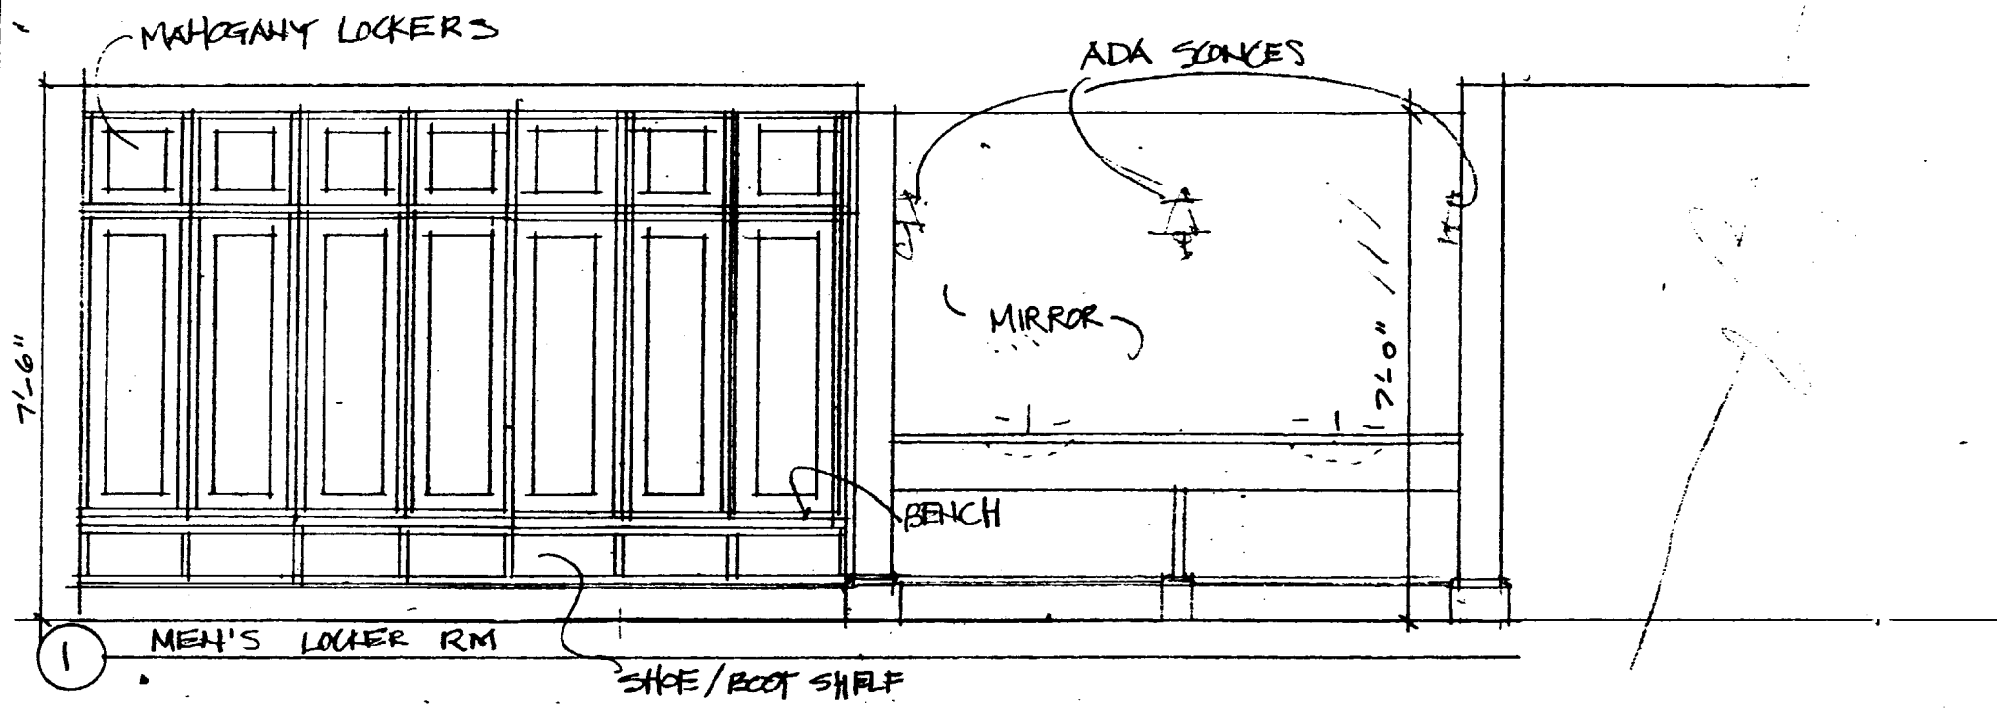 MAHOGANY LOCKERS
ADA SCONCES
7'-6"
MIRROR
7'-0"
BENCH
1
MEN'S LOCKER RM
SHOE/BOOT SHELF